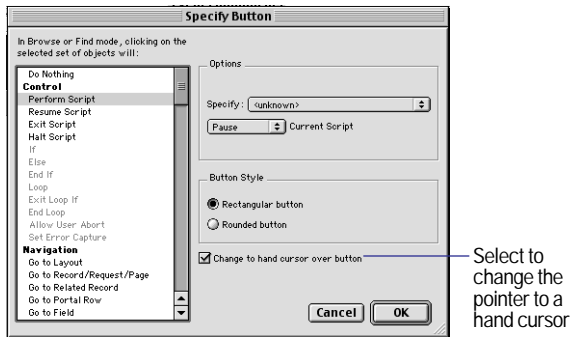 Specify Button
In Browse or Find mode, clicking on the
selected set of objects will:
Do Nothing
Control
Perform Script
Resume Script
Exit Script
Halt Script
If
Else
End If
Loop
Exit Loop If
End Loop
Allow User Abort
Set Error Capture
Navigation
Go to Layout
Go to Record/Request/Page
Go to Related Record
Go to Portal Row
Go to Field
Options
Specify: <unknown>
Pause Current Script
Button Style
Rectangular button
Rounded button
Change to hand cursor over button
Cancel OK
Select to
change the
pointer to a
hand cursor